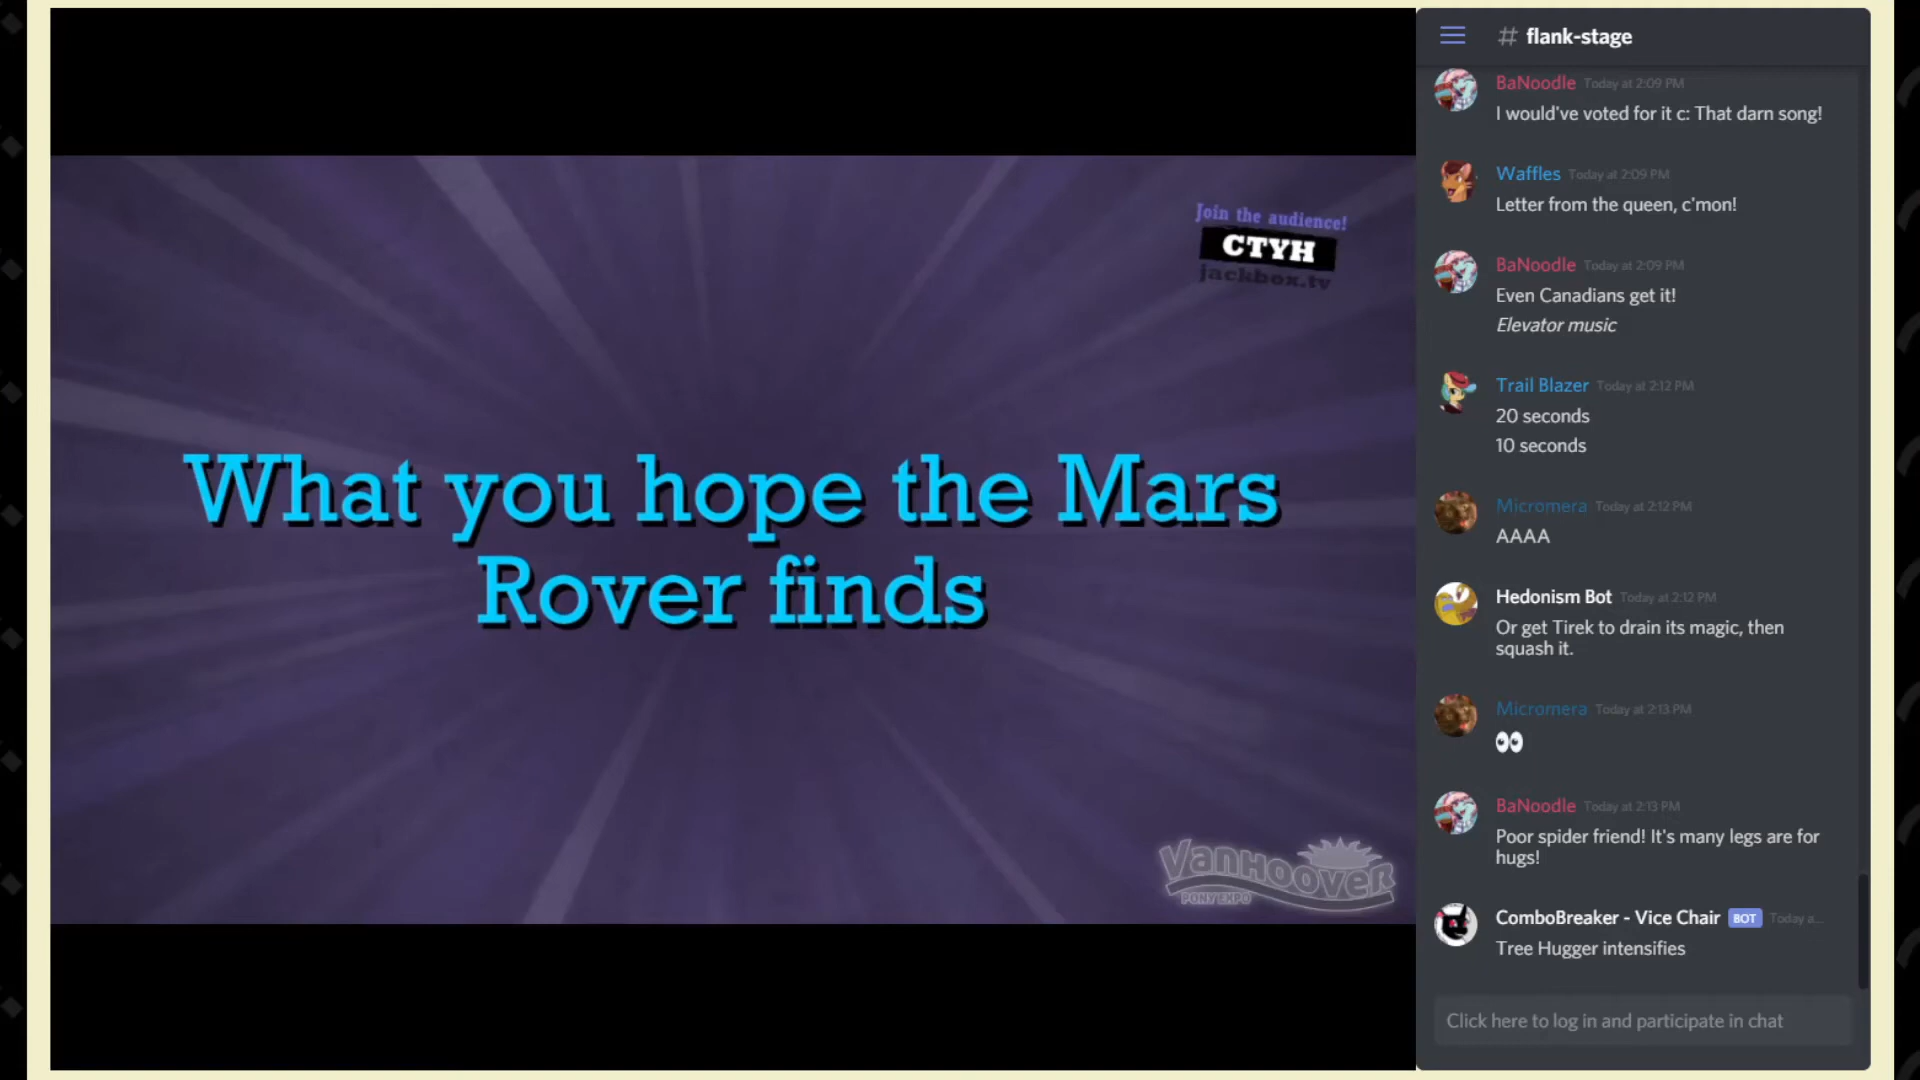 Join the audience!
CTYH
jackbox.tv
What you hope the Mars
Rover finds
VANHOOVER
PONY EXPO
# flank-stage
BaNoodle Today at 2:09 PM
I would've voted for it c: That darn song!
Waffles Today at 2:09 PM
Letter from the queen, c'mon!
BaNoodle Today at 2:09 PM
Even Canadians get it!
Elevator music
Trail Blazer Today at 2:12 PM
20 seconds
10 seconds
Micromera Today at 2:12 PM
AAAA
Hedonism Bot Today at 2:12 PM
Or get Tirek to drain its magic, then
squash it.
Micromera Today at 2:13 PM
👀
BaNoodle Today at 2:13 PM
Poor spider friend! It's many legs are for
hugs!
ComboBreaker - Vice Chair BOT Today a...
Tree Hugger intensifies
Click here to log in and participate in chat